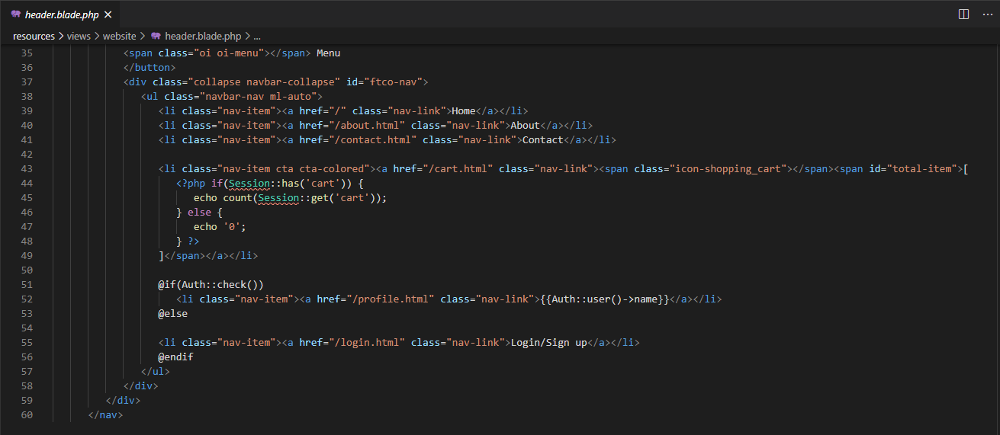 header.blade.php
resources > views > website > header.blade.php > ...
35 <span class="oi oi-menu"></span> Menu
36 </button>
37 <div class="collapse navbar-collapse" id="ftco-nav">
38 <ul class="navbar-nav ml-auto">
39 <li class="nav-item"><a href="/" class="nav-link">Home</a></li>
40 <li class="nav-item"><a href="/about.html" class="nav-link">About</a></li>
41 <li class="nav-item"><a href="/contact.html" class="nav-link">Contact</a></li>
42
43 <li class="nav-item cta cta-colored"><a href="/cart.html" class="nav-link"><span class="icon-shopping_cart"></span><span id="total-item">[
44 <?php if(Session::has('cart')) {
45 echo count(Session::get('cart'));
46 } else {
47 echo '0';
48 } ?>
49 ]</span></a></li>
50
51 @if(Auth::check())
52 <li class="nav-item"><a href="/profile.html" class="nav-link">{{Auth::user()->name}}</a></li>
53 @else
54
55 <li class="nav-item"><a href="/login.html" class="nav-link">Login/Sign up</a></li>
56 @endif
57 </ul>
58 </div>
59 </div>
60 </nav>